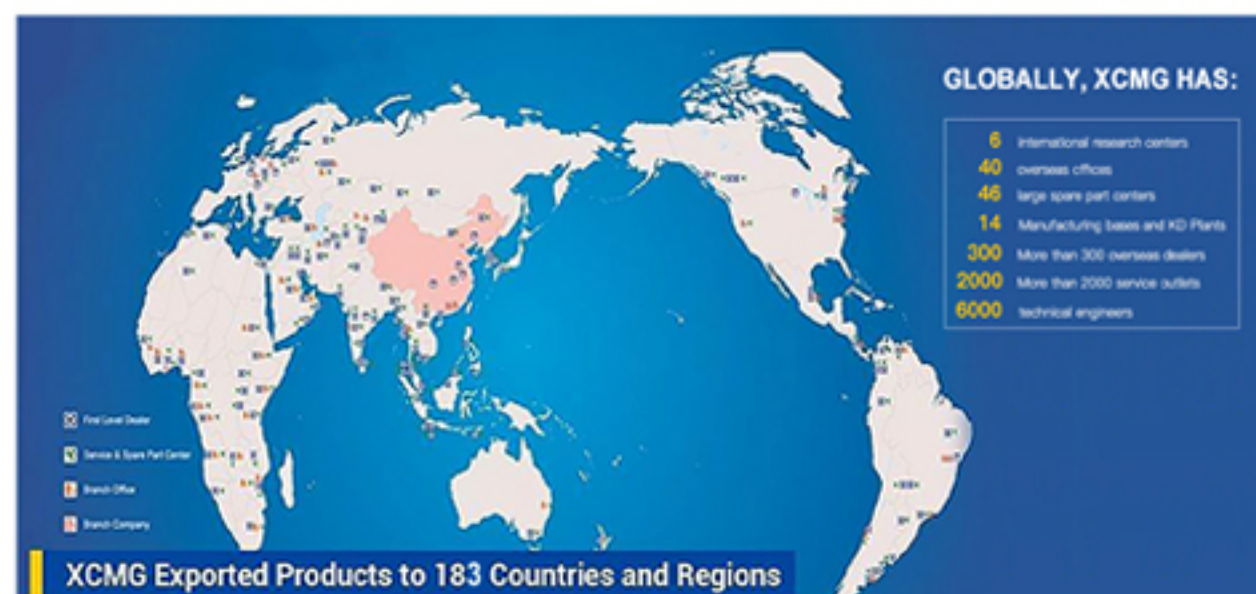 GLOBALLY, XCMG HAS:
6 International research centers
40 overseas offices
46 large spare part centers
14 Manufacturing bases and KD Plants
300 More than 300 overseas dealers
2000 More than 2000 service outlets
6000 technical engineers
First Level Dealer
Service & Spare Part Center
Branch Office
Branch Company
XCMG Exported Products to 183 Countries and Regions